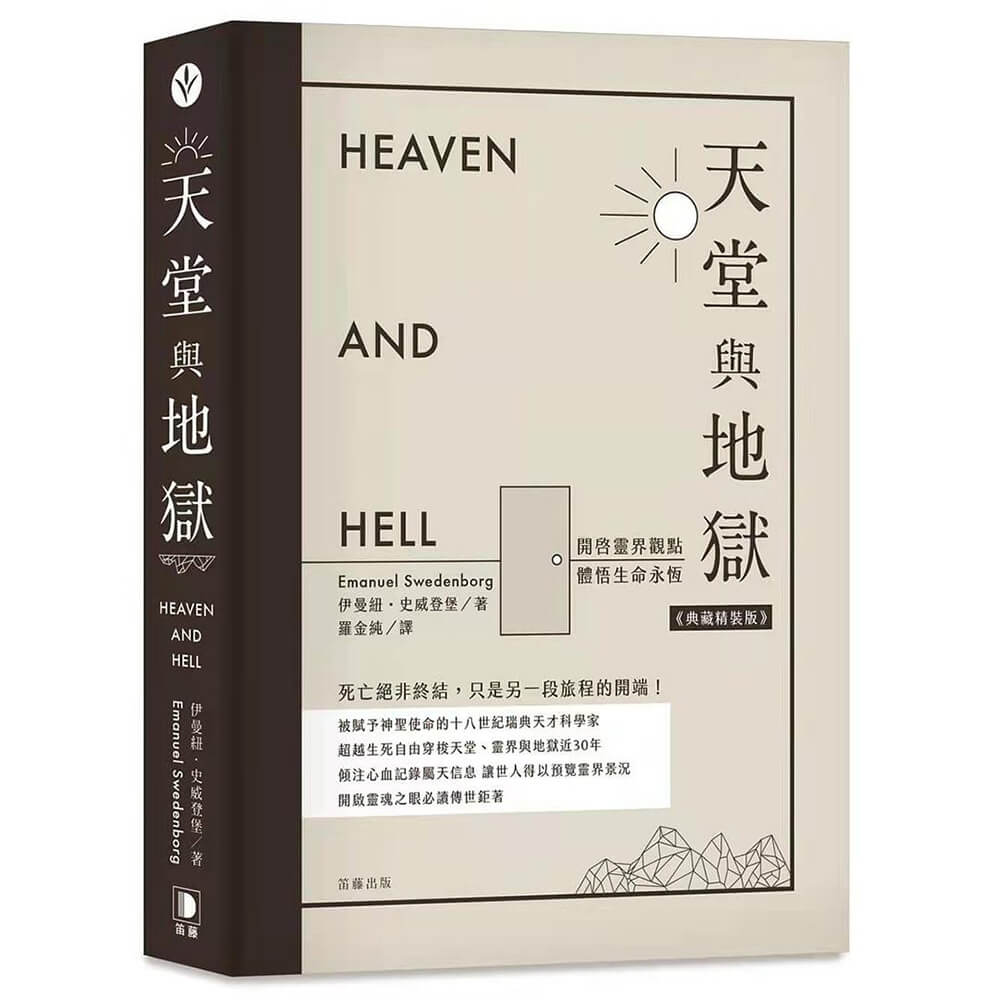 天堂與地獄
HEAVEN
AND
HELL
伊曼紐・史威登堡／著
Emanuel Swedenborg
笛藤
HEAVEN
AND
HELL
天堂與地獄
開啓靈界觀點
體悟生命永恆
《典藏精裝版》
Emanuel Swedenborg
伊曼紐・史威登堡／著
羅金純／譯
死亡絕非終結，只是另一段旅程的開端！
被賦予神聖使命的十八世紀瑞典天才科學家
超越生死自由穿梭天堂、靈界與地獄近30年
傾注心血記錄屬天信息 讓世人得以預覽靈界景況
開啟靈魂之眼必讀傳世鉅著
笛藤出版